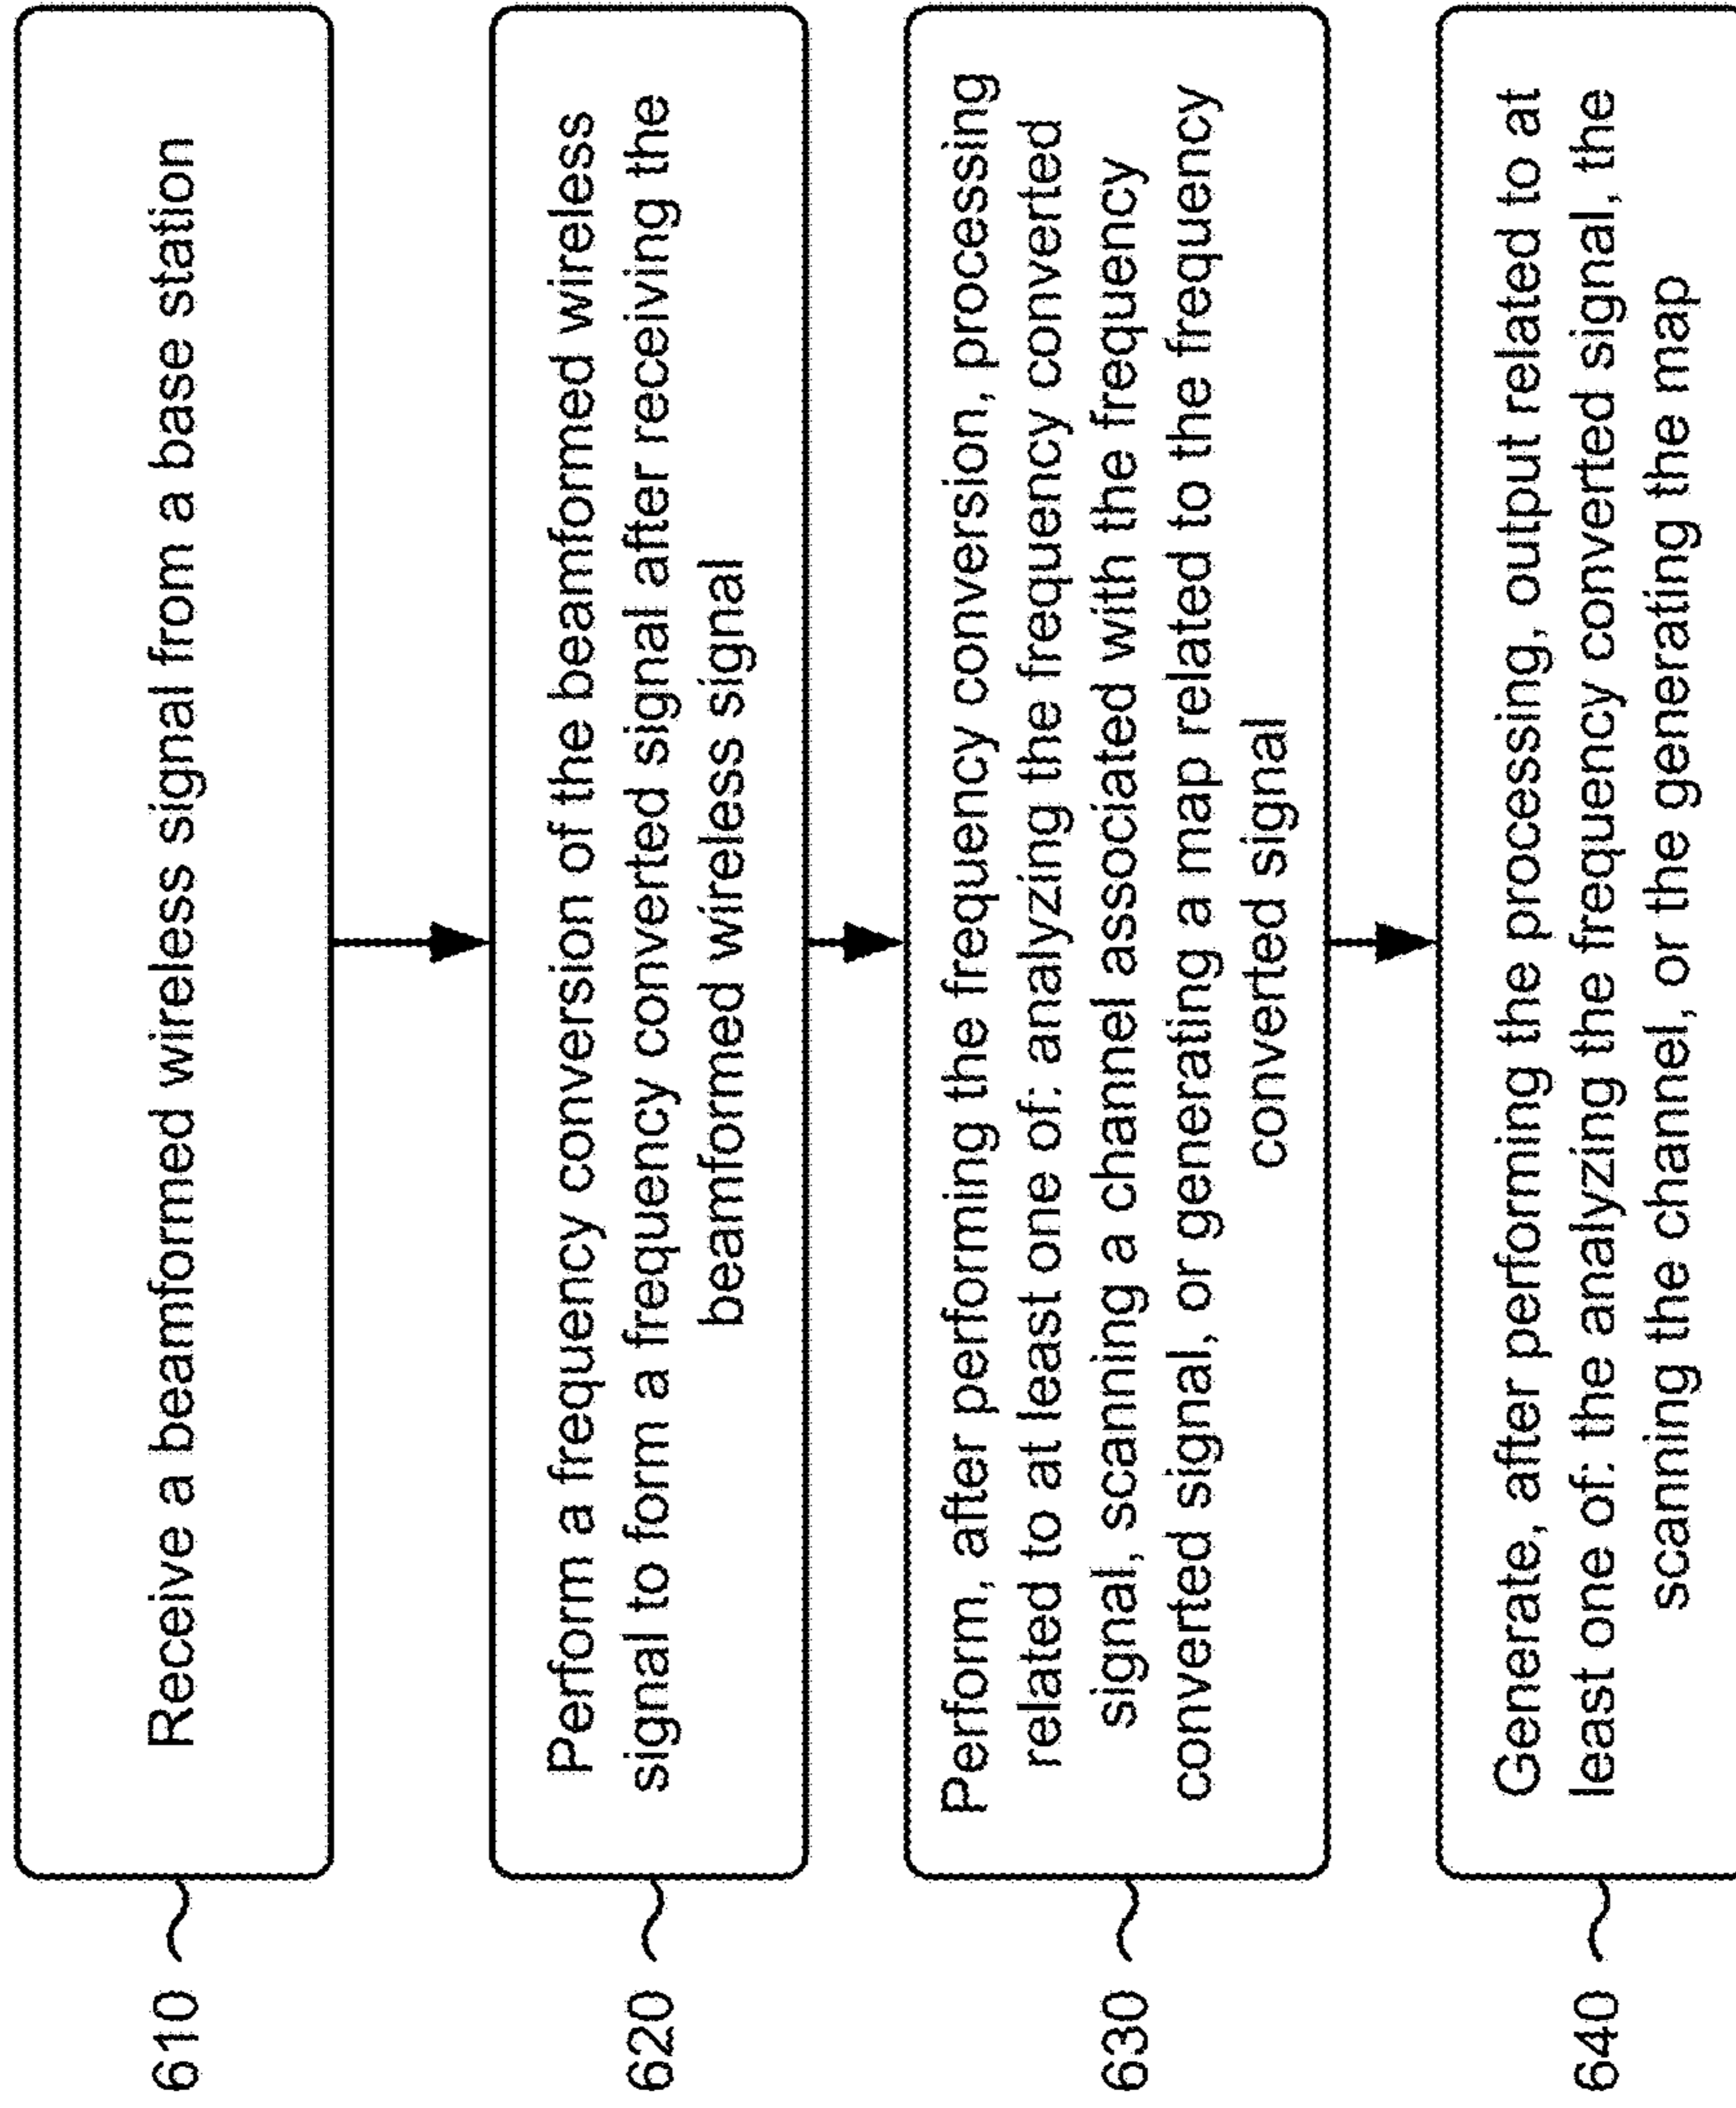 610
Receive a beamformed wireless signal from a base station
620
Perform a frequency conversion of the beamformed wireless
signal to form a frequency converted signal after receiving the
beamformed wireless signal
630
Perform, after performing the frequency conversion, processing
related to at least one of: analyzing the frequency converted
signal, scanning a channel associated with the frequency
converted signal, or generating a map related to the frequency
converted signal
640
Generate, after performing the processing, output related to at
least one of: the analyzing the frequency converted signal, the
scanning the channel, or the generating the map